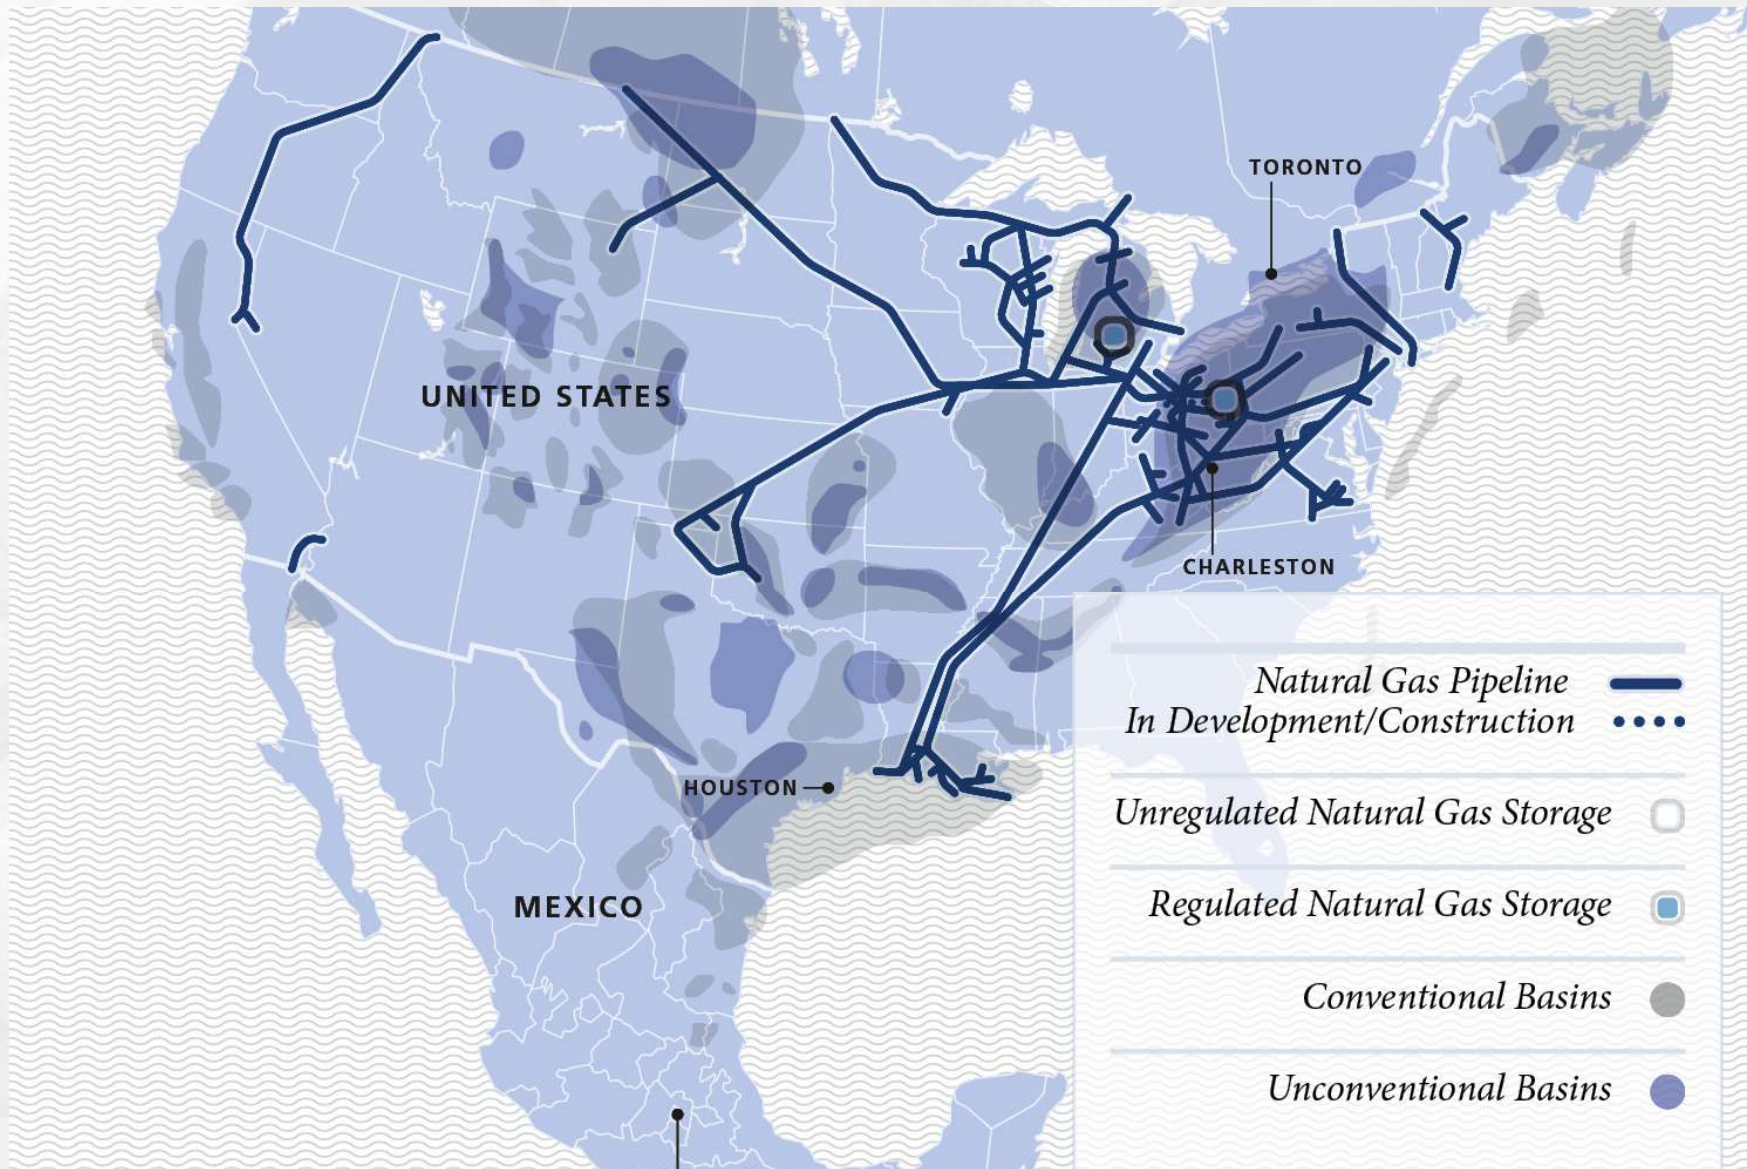 TORONTO
UNITED STATES
CHARLESTON
HOUSTON
MEXICO
Natural Gas Pipeline
In Development/Construction
Unregulated Natural Gas Storage
Regulated Natural Gas Storage
Conventional Basins
Unconventional Basins